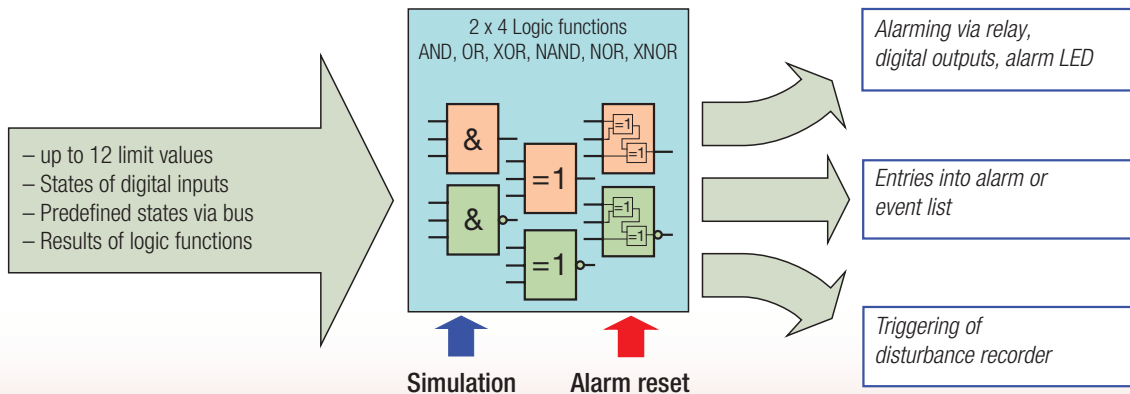 – up to 12 limit values
– States of digital inputs
– Predefined states via bus
– Results of logic functions
2 x 4 Logic functions
AND, OR, XOR, NAND, NOR, XNOR
&
=1
=1
=1
&
=1
=1
=1
Simulation
Alarm reset
Alarming via relay,
digital outputs, alarm LED
Entries into alarm or
event list
Triggering of
disturbance recorder